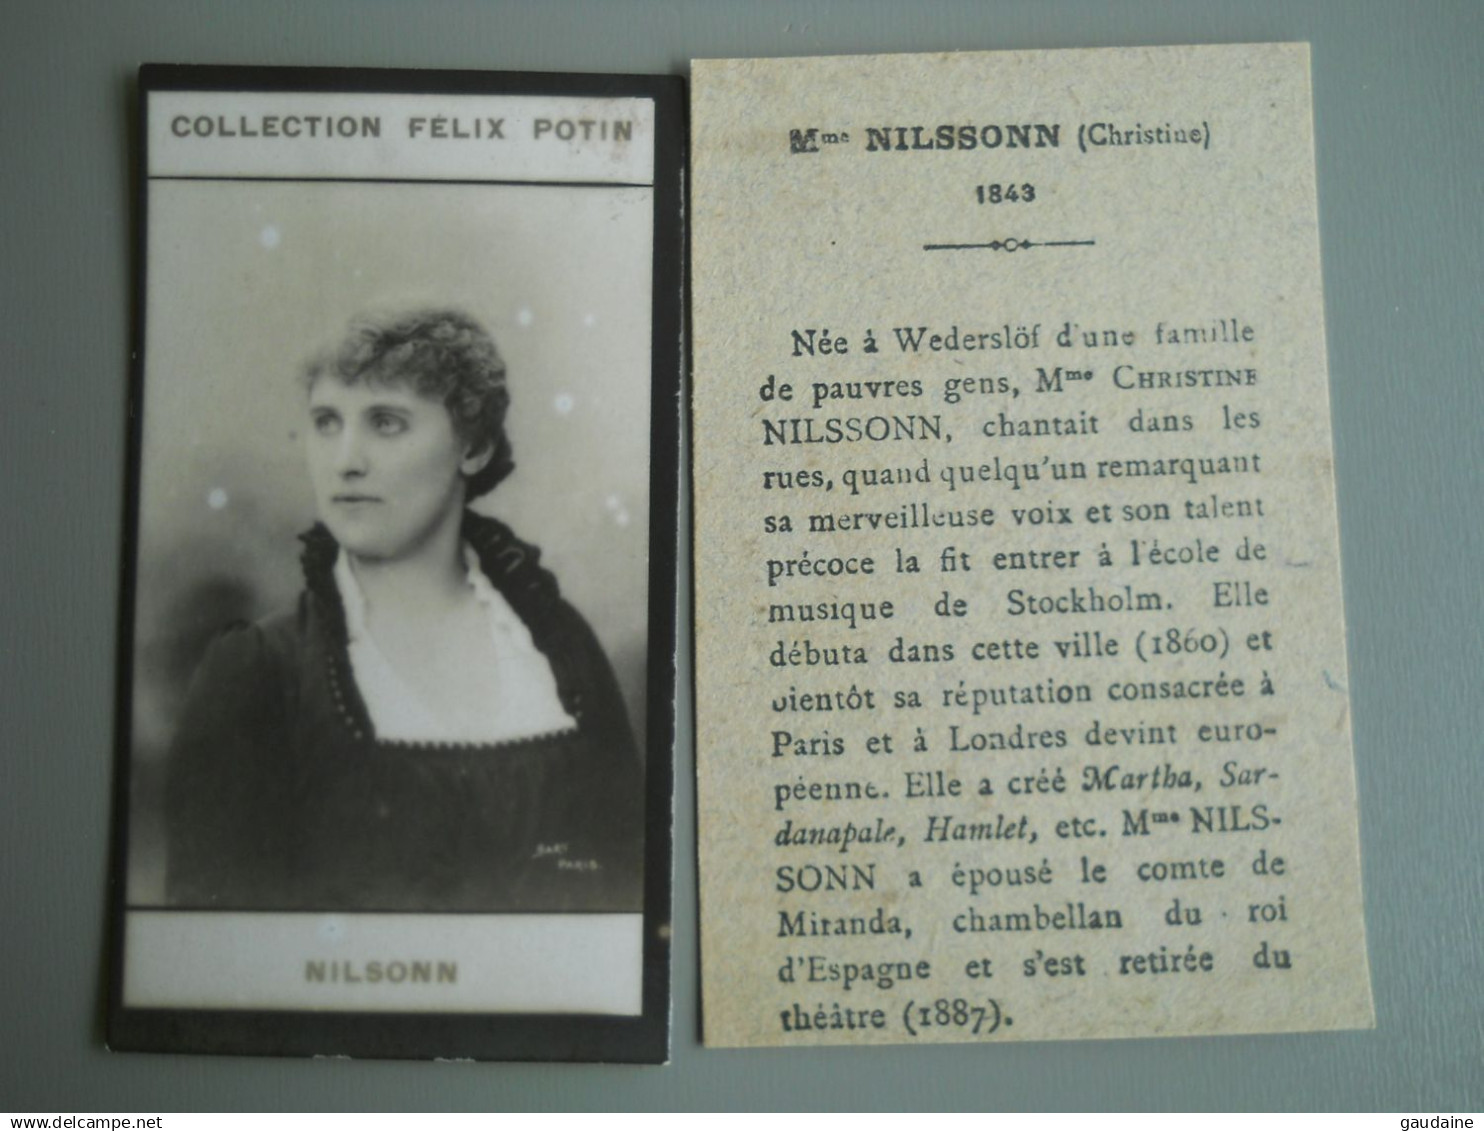 COLLECTION FÉLIX POTIN
PARIS.
NILSONN
Mme NILSSONN (Christine)
1843
Née à Wederslöf d'une famille
de pauvres gens, Mme CHRISTINE
NILSSONN, chantait dans les
rues, quand quelqu'un remarquant
sa merveilleuse voix et son talent
précoce la fit entrer à l'école de
musique de Stockholm. Elle
débuta dans cette ville (1860) et
bientôt sa réputation consacrée à
Paris et à Londres devint euro-
péenne. Elle a créé Martha, Sar-
danapale, Hamlet, etc. Mme NILS-
SONN a épousé le comte de
Miranda, chambellan du roi
d'Espagne et s'est retirée du
théâtre (1887).
gaudaine